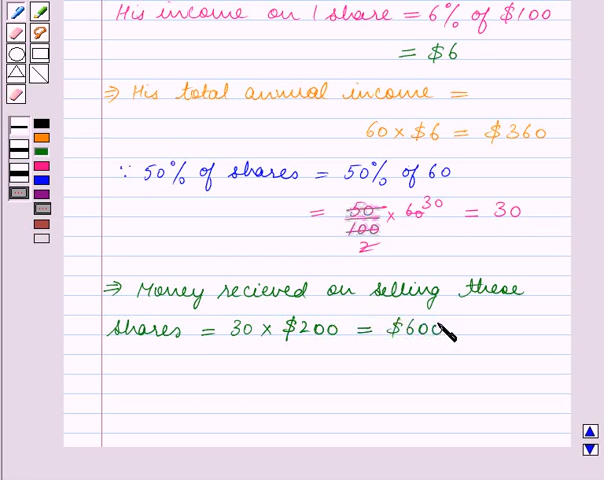 His income on 1 share = 6% of $100
= $6
⇒ His total annual income =
60 × $6 = $360
∵ 50% of shares = 50% of 60
= 50/100 2 × 60 30 = 30
⇒ Money recieved on selling these
shares = 30 × $200 = $600